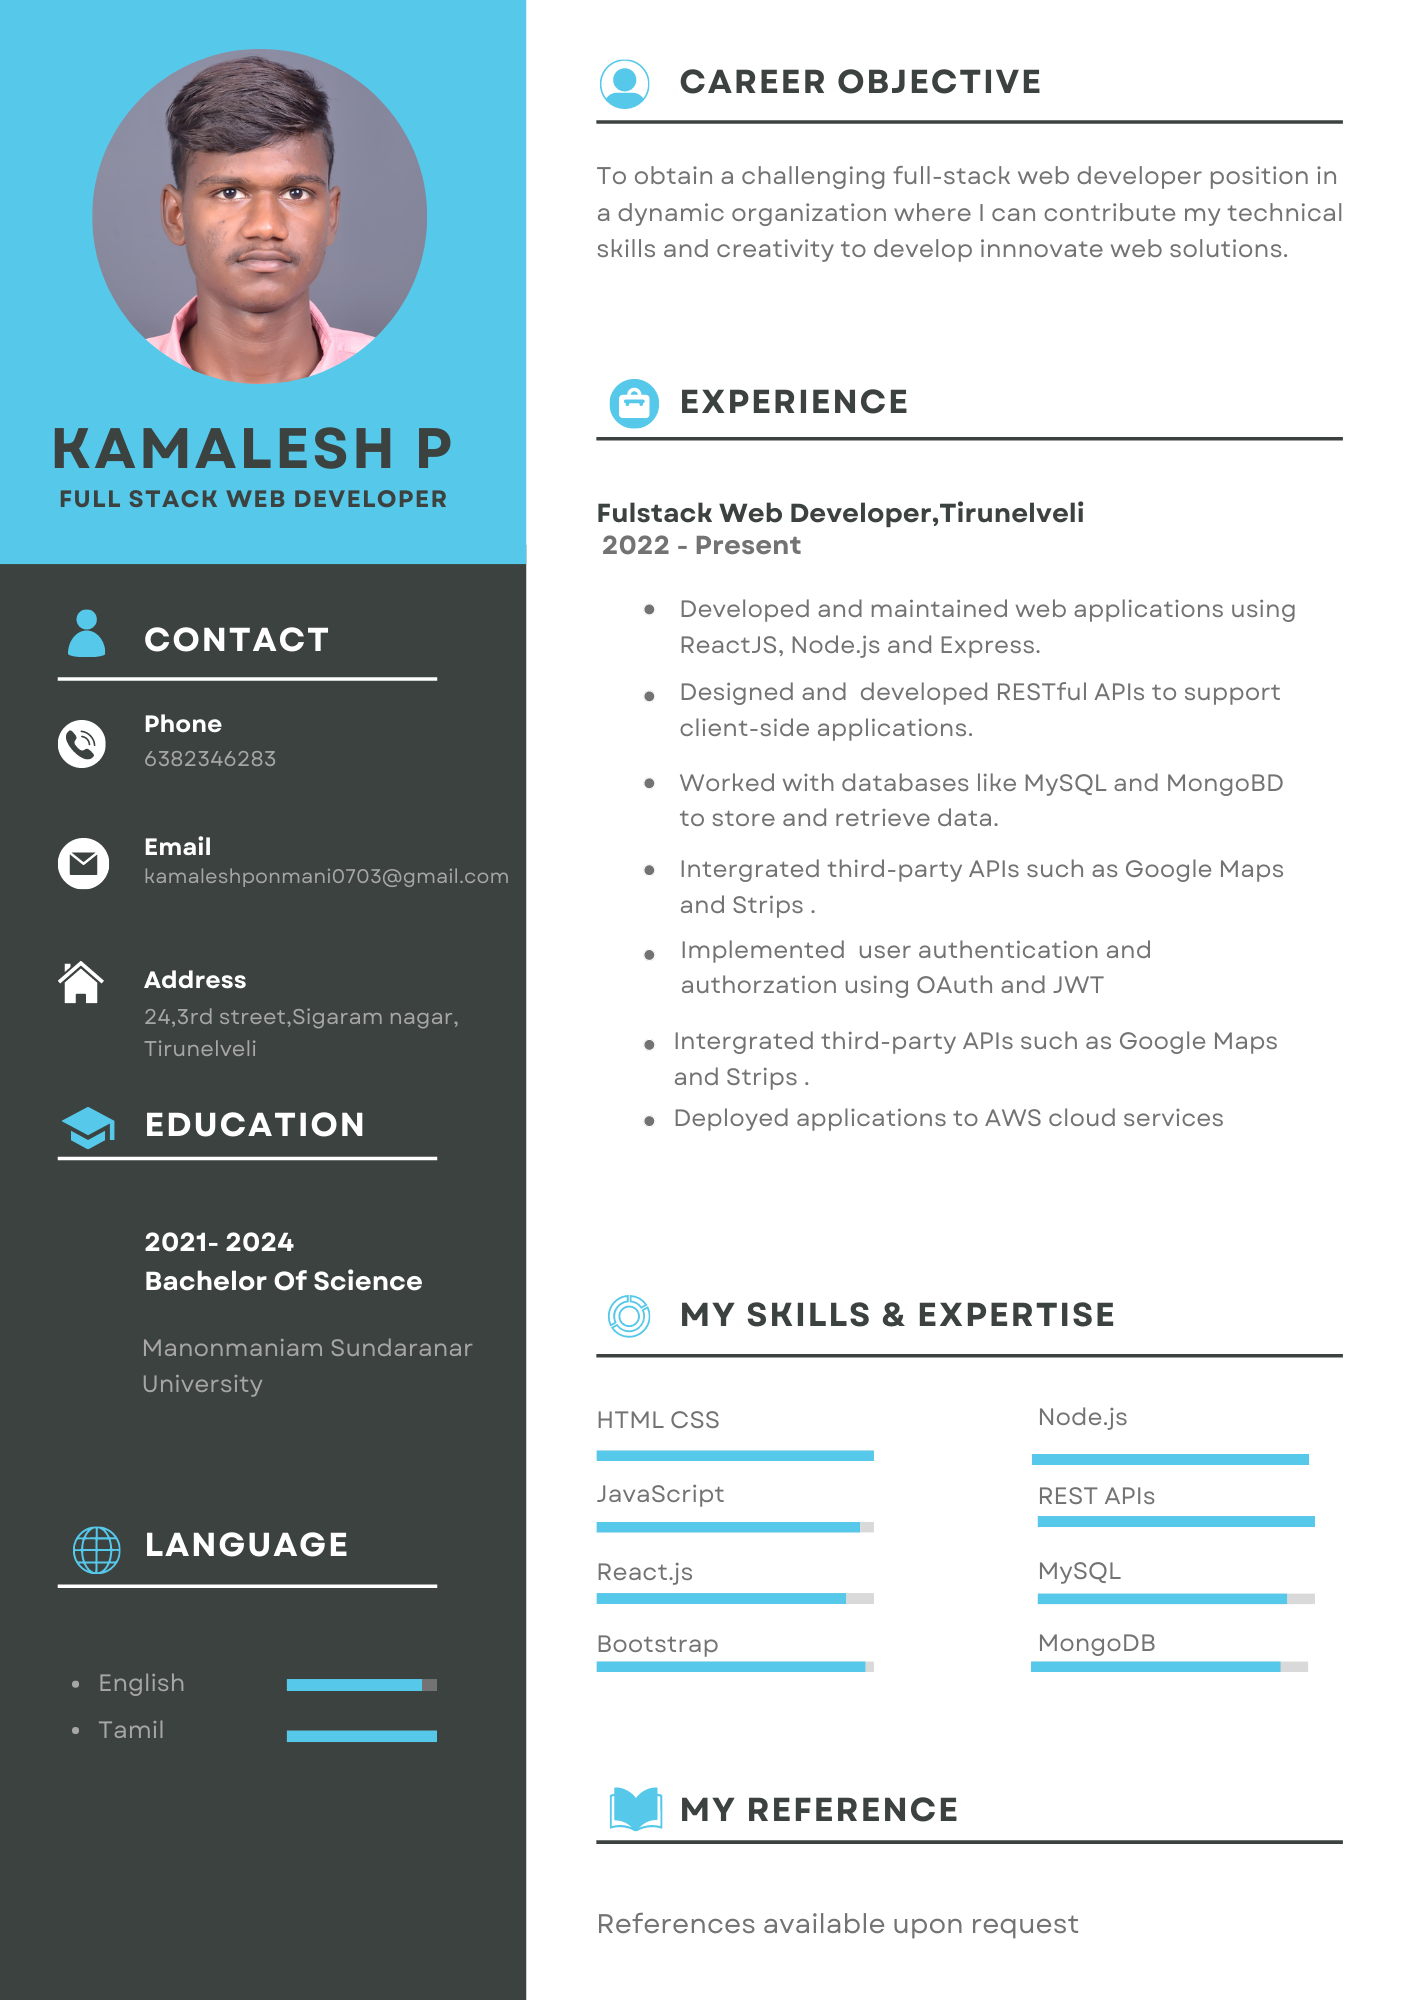 KAMALESH P
FULL STACK WEB DEVELOPER
CONTACT
Phone
6382346283
Email
kamaleshponmani0703@gmail.com
Address
24,3rd street,Sigaram nagar,
Tirunelveli
EDUCATION
2021- 2024
Bachelor Of Science
Manonmaniam Sundaranar
University
LANGUAGE
• English
• Tamil
CAREER OBJECTIVE
To obtain a challenging full-stack web developer position in
a dynamic organization where I can contribute my technical
skills and creativity to develop innnovate web solutions.
EXPERIENCE
Fulstack Web Developer,Tirunelveli
2022 - Present
• Developed and maintained web applications using
ReactJS, Node.js and Express.
• Designed and  developed RESTful APIs to support
client-side applications.
• Worked with databases like MySQL and MongoBD
to store and retrieve data.
• Intergrated third-party APIs such as Google Maps
and Strips .
• Implemented  user authentication and
authorzation using OAuth and JWT
• Intergrated third-party APIs such as Google Maps
and Strips .
• Deployed applications to AWS cloud services
MY SKILLS & EXPERTISE
HTML CSS
JavaScript
React.js
Bootstrap
Node.js
REST APIs
MySQL
MongoDB
MY REFERENCE
References available upon request